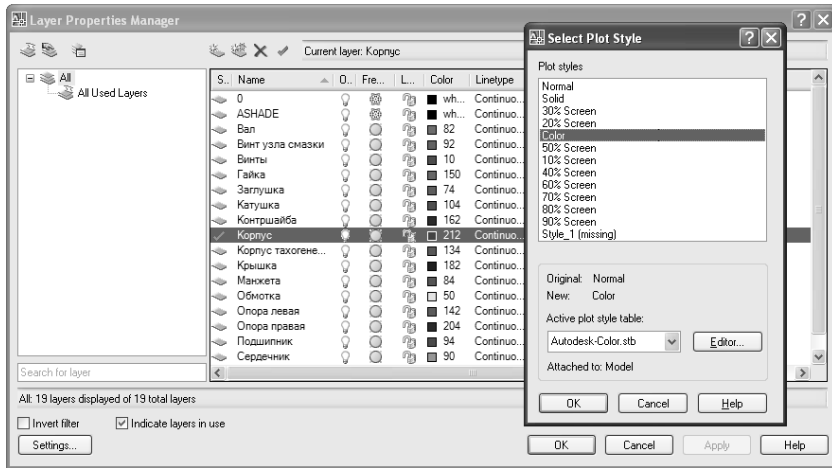 Layer Properties Manager
Current layer: Корпус
All
All Used Layers
S.. Name O.. Fre... L... Color Linetype
0 wh... Continuo...
ASHADE wh... Continuo...
Вал 82 Continuo...
Винт узла смазки 92 Continuo...
Винты 10 Continuo...
Гайка 150 Continuo...
Заглушка 74 Continuo...
Катушка 104 Continuo...
Контршайба 162 Continuo...
Корпус 212 Continuo...
Корпус тахогене... 134 Continuo...
Крышка 182 Continuo...
Манжета 84 Continuo...
Обмотка 50 Continuo...
Опора левая 142 Continuo...
Опора правая 204 Continuo...
Подшипник 94 Continuo...
Сердечник 90 Continuo...
Search for layer
All: 19 layers displayed of 19 total layers
Invert filter Indicate layers in use
Settings...
OK Cancel Apply Help
Select Plot Style
Plot styles
Normal
Solid
30% Screen
20% Screen
Color
50% Screen
10% Screen
40% Screen
60% Screen
70% Screen
80% Screen
90% Screen
Style_1 (missing)
Original: Normal
New: Color
Active plot style table:
Autodesk-Color.stb Editor...
Attached to: Model
OK Cancel Help